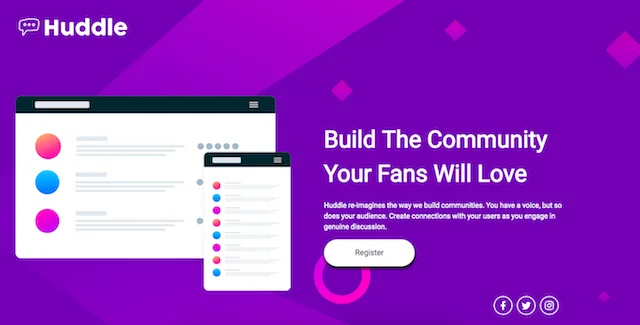 Huddle
Build The Community
Your Fans Will Love
Huddle re-imagines the way we build communities. You have a voice, but so
does your audience. Create connections with your users as you engage in
genuine discussion.
Register